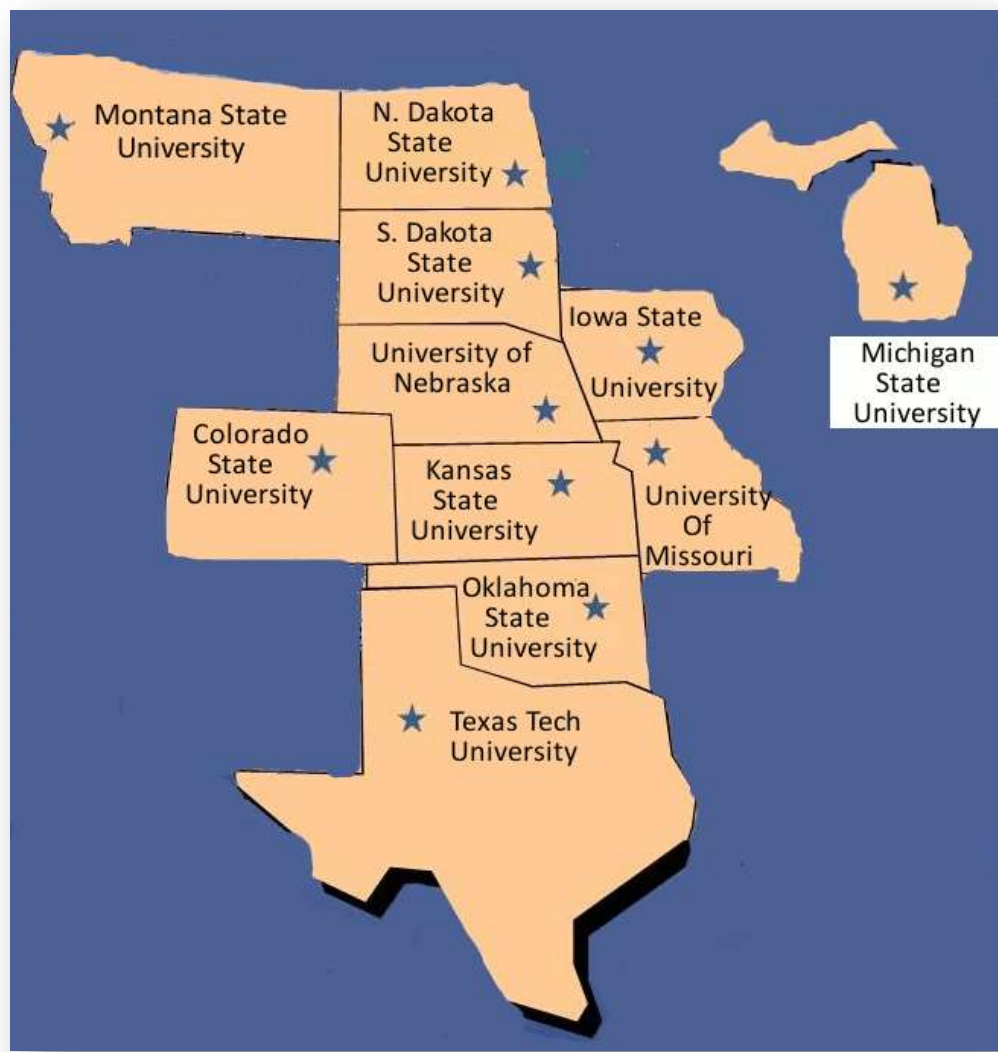 Montana State
University
N. Dakota
State
University
S. Dakota
State
University
Iowa State
University
Michigan
State
University
University of
Nebraska
Colorado
State
University
Kansas
State
University
University
Of
Missouri
Oklahoma
State
University
Texas Tech
University